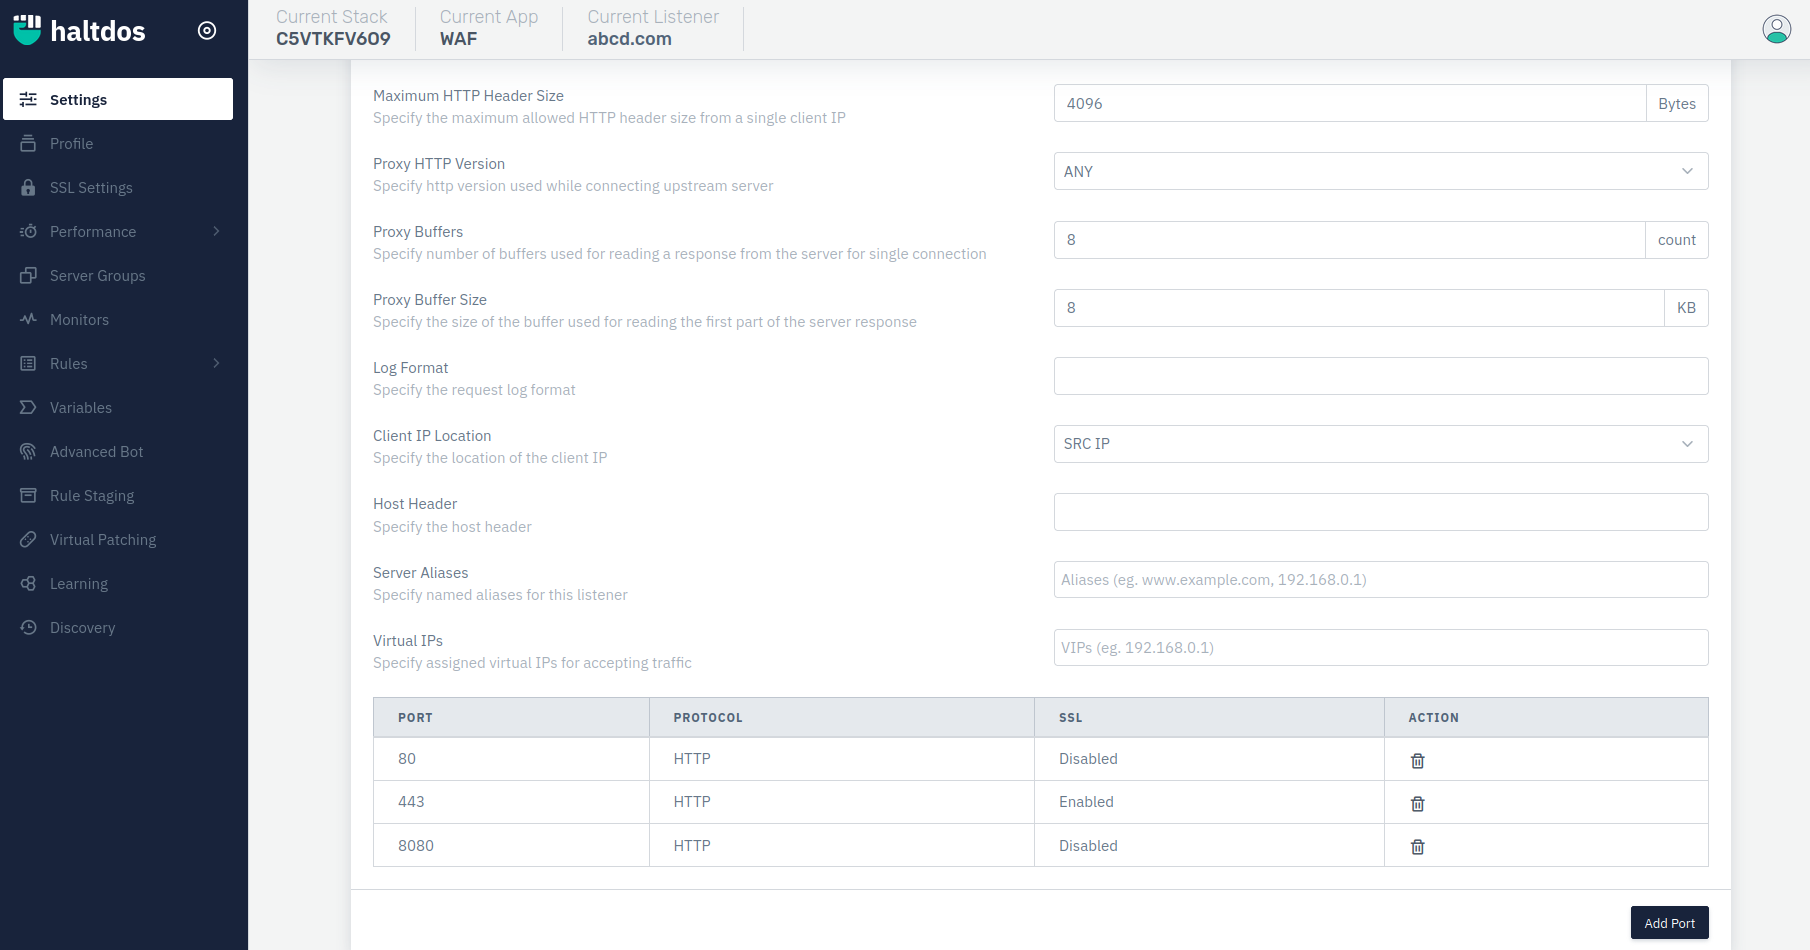 haltdos
Current Stack
C5VTKFV6O9
Current App
WAF
Current Listener
abcd.com
Settings
Profile
SSL Settings
Performance
Server Groups
Monitors
Rules
Variables
Advanced Bot
Rule Staging
Virtual Patching
Learning
Discovery
Maximum HTTP Header Size
Specify the maximum allowed HTTP header size from a single client IP
4096 Bytes
Proxy HTTP Version
Specify http version used while connecting upstream server
ANY
Proxy Buffers
Specify number of buffers used for reading a response from the server for single connection
8 count
Proxy Buffer Size
Specify the size of the buffer used for reading the first part of the server response
8 KB
Log Format
Specify the request log format
Client IP Location
Specify the location of the client IP
SRC IP
Host Header
Specify the host header
Server Aliases
Specify named aliases for this listener
Aliases (eg. www.example.com, 192.168.0.1)
Virtual IPs
Specify assigned virtual IPs for accepting traffic
VIPs (eg. 192.168.0.1)
PORT PROTOCOL SSL ACTION
80 HTTP Disabled
443 HTTP Enabled
8080 HTTP Disabled
Add Port